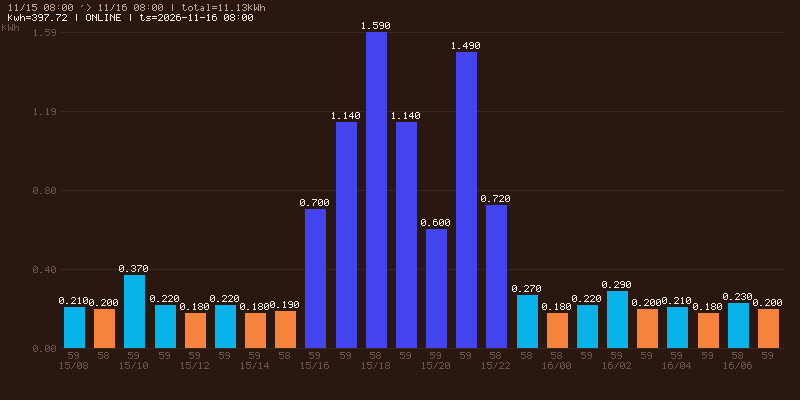 11/15 08:00 -> 11/16 08:00 | total=11.13KWh
Kwh=397.72 | ONLINE | ts=2026-11-16 08:00
KWh
1.59
1.19
0.80
0.40
0.00
0.210 0.200 0.370 0.220 0.180 0.220 0.180 0.190 0.700 1.140 1.590 1.140 0.600 1.490 0.720 0.270 0.180 0.220 0.290 0.200 0.210 0.180 0.230 0.200
59 58 59 59 59 59 59 58 59 59 58 59 59 59 58 58 58 59 59 59 59 59 58 59
15/08 15/10 15/12 15/14 15/16 15/18 15/20 15/22 16/00 16/02 16/04 16/06